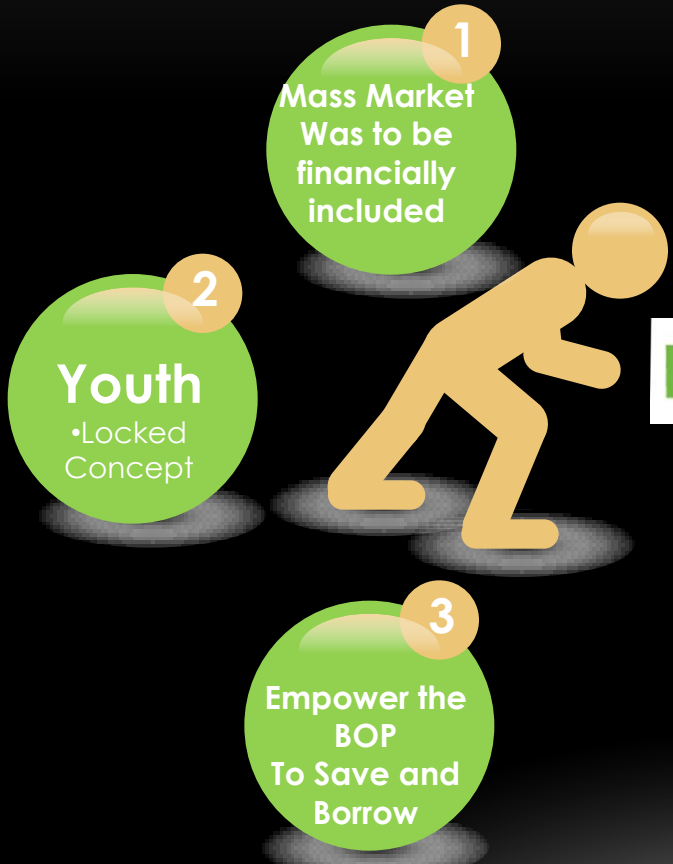 1
Mass Market
Was to be
financially
included
2
Youth
•Locked
Concept
3
Empower the
BOP
To Save and
Borrow